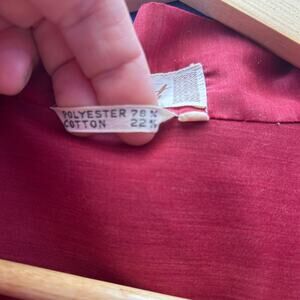 POLYESTER 78 %
COTTON 22 %